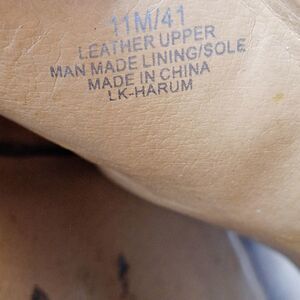 11M/41
LEATHER UPPER
MAN MADE LINING/SOLE
MADE IN CHINA
LK-HARUM